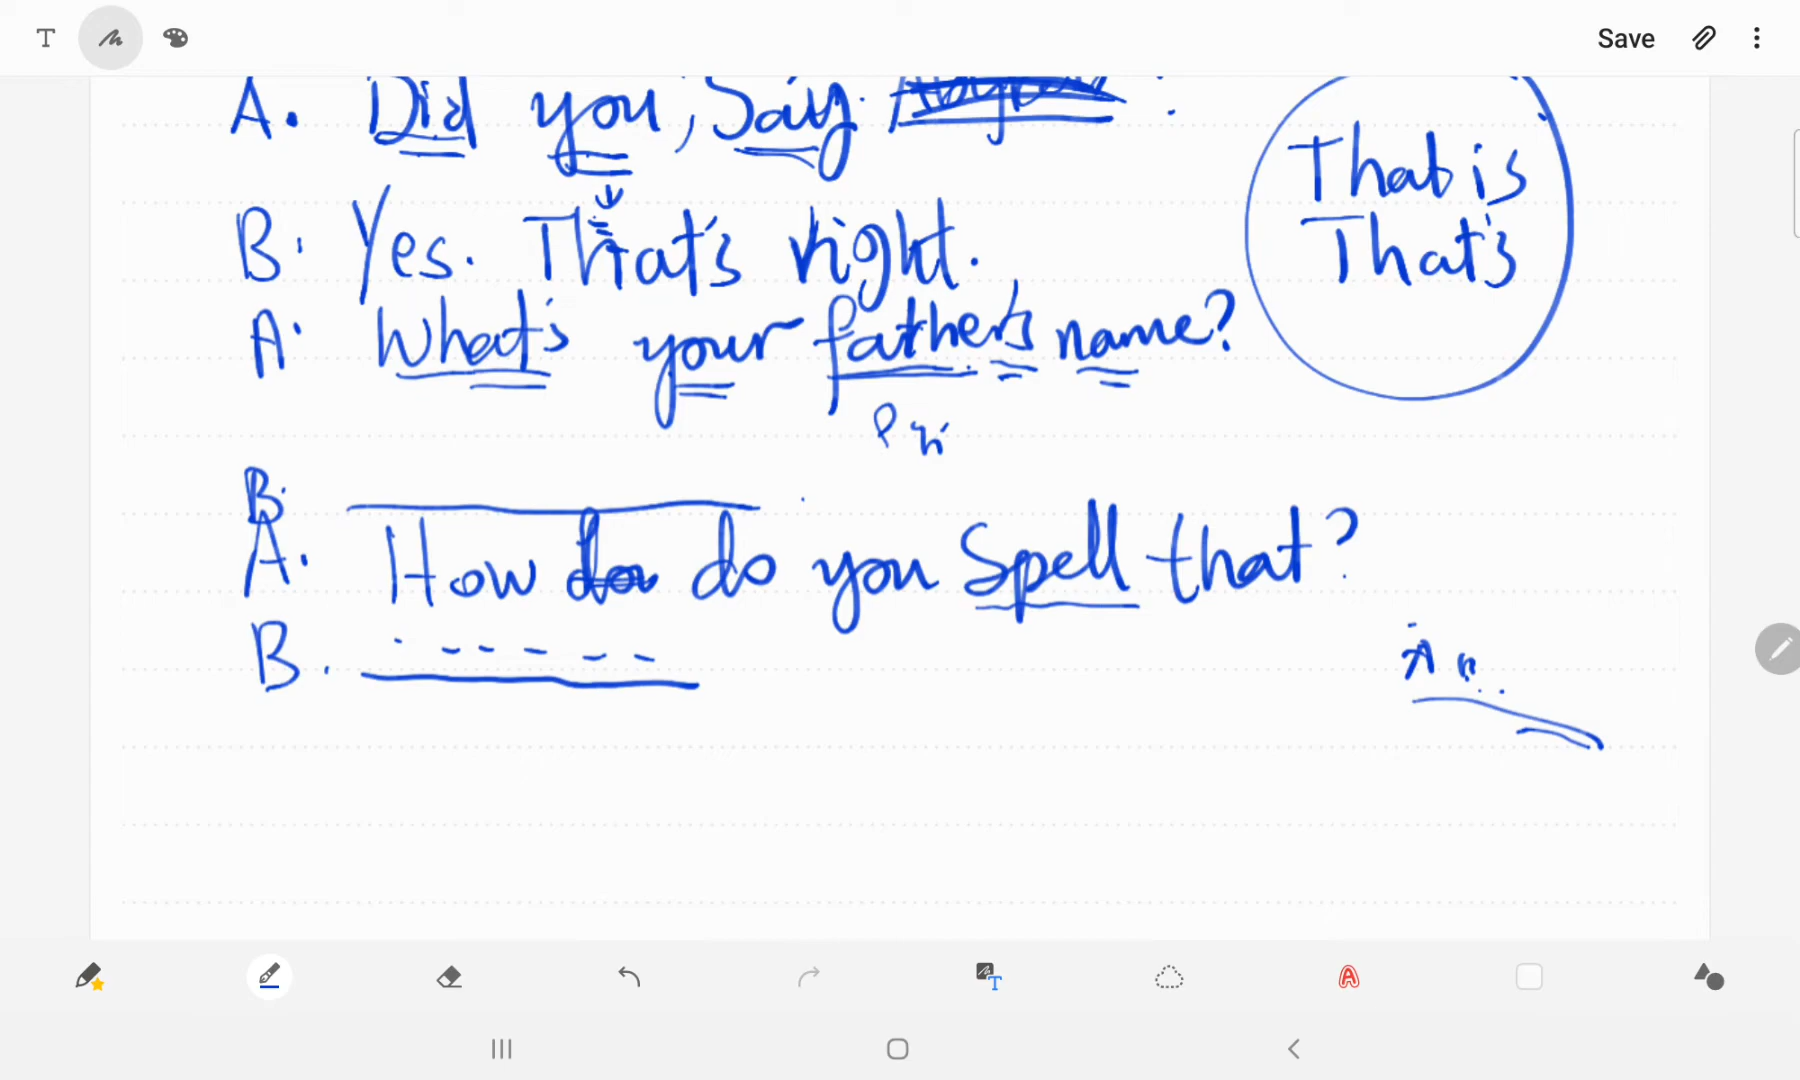 Save
A. Did you, Say ?
B. Yes. That's right.
A. What's your father's name?
B.
A. How do you Spell that?
B.
That is
That's